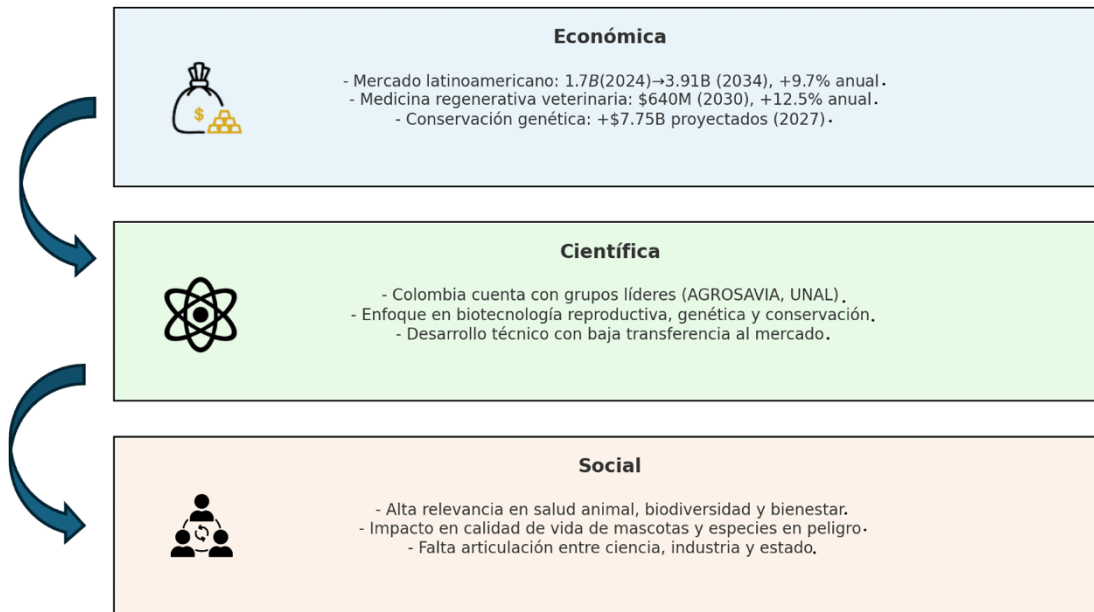 Económica
- Mercado latinoamericano: 1.7B(2024)→3.91B (2034), +9.7% anual.
- Medicina regenerativa veterinaria: $640M (2030), +12.5% anual.
- Conservación genética: +$7.75B proyectados (2027).
$
Científica
- Colombia cuenta con grupos líderes (AGROSAVIA, UNAL).
- Enfoque en biotecnología reproductiva, genética y conservación.
- Desarrollo técnico con baja transferencia al mercado.
Social
- Alta relevancia en salud animal, biodiversidad y bienestar.
- Impacto en calidad de vida de mascotas y especies en peligro.
- Falta articulación entre ciencia, industria y estado.